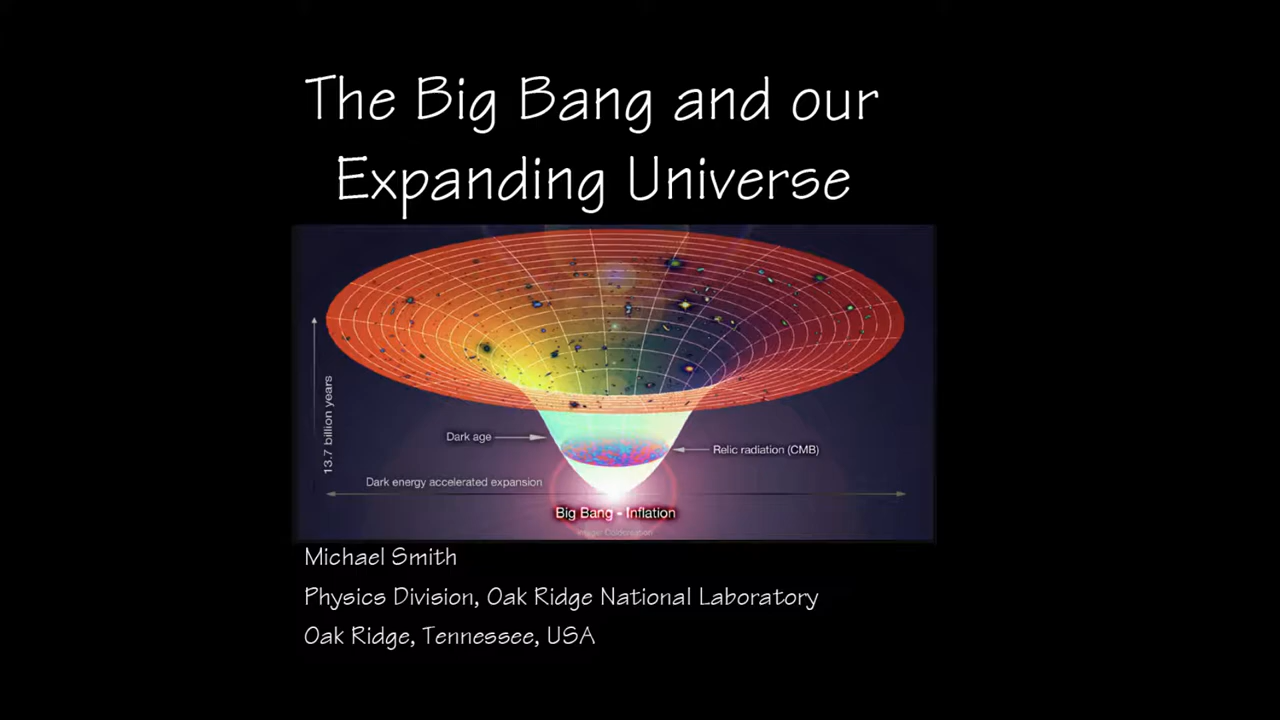 The Big Bang and our
Expanding Universe
13.7 billion years
Dark age
Relic radiation (CMB)
Dark energy accelerated expansion
Big Bang - Inflation
Michael Smith
Physics Division, Oak Ridge National Laboratory
Oak Ridge, Tennessee, USA